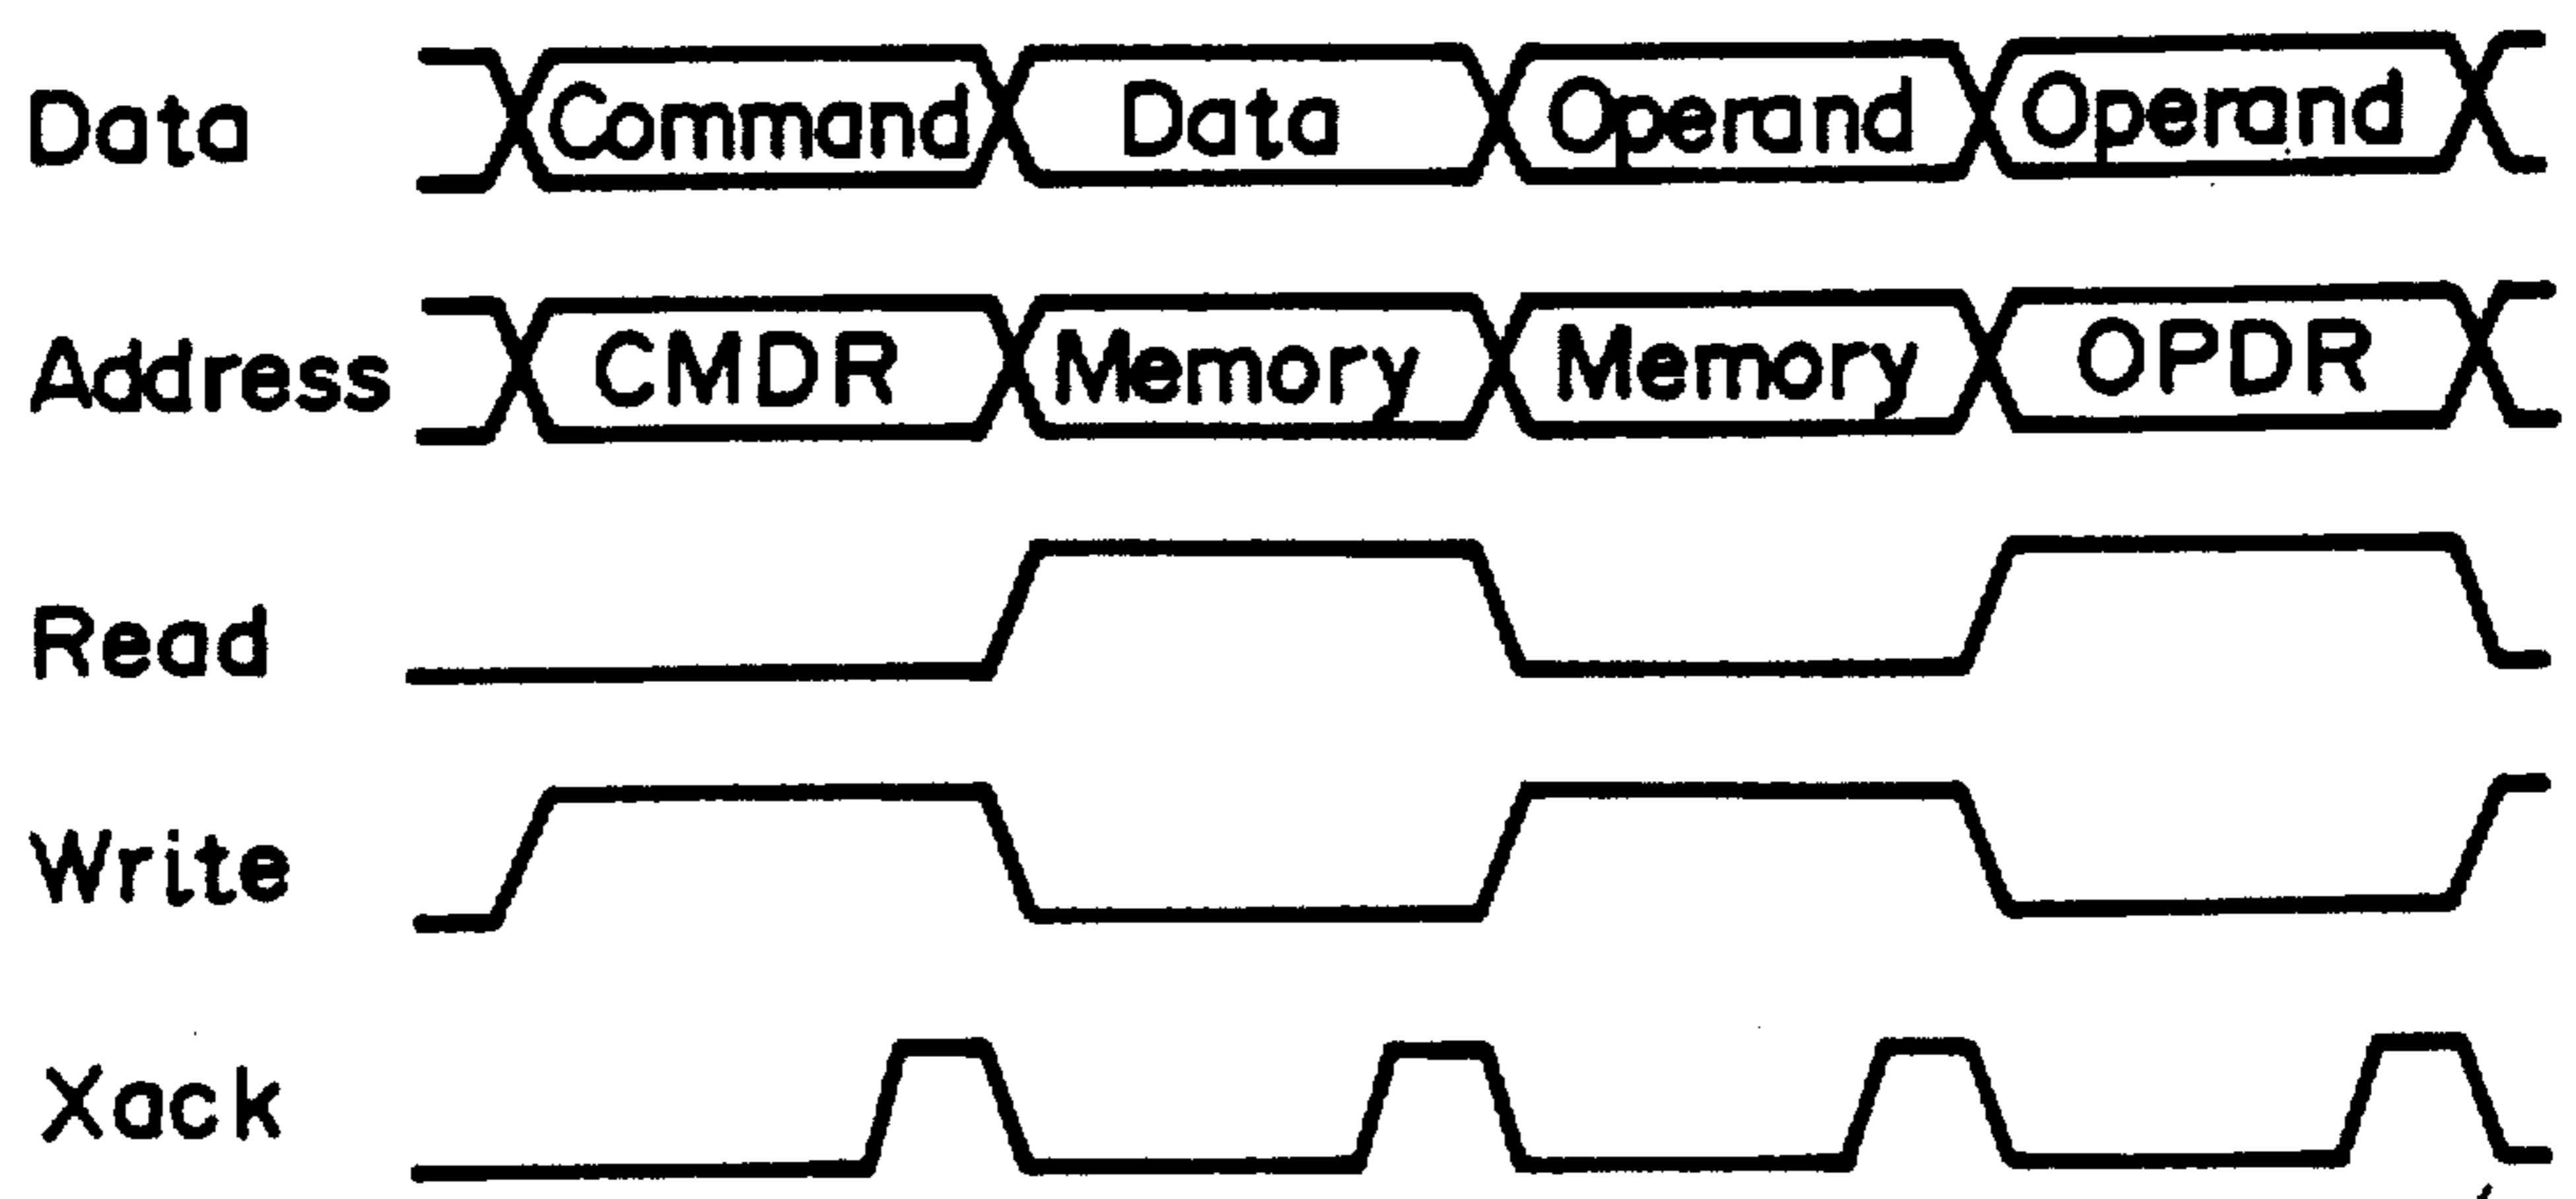 Data Command Data Operand Operand
Address CMDR Memory Memory OPDR
Read
Write
Xack